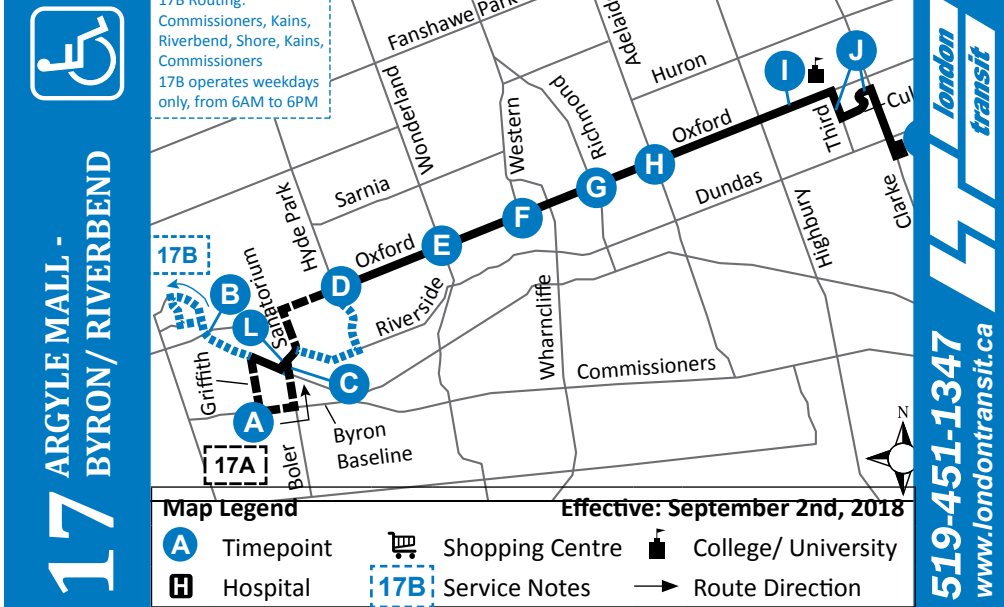 17B Routing:
Commissioners, Kains,
Riverbend, Shore, Kains,
Commissioners
17B operates weekdays
only, from 6AM to 6PM
17 ARGYLE MALL -
BYRON/ RIVERBEND
Fanshawe Park
Adelaide
Huron
Wonderland
Western
Richmond
Oxford
I
J
Third
Clarke
Hyde Park
Sarnia
Dundas
Highbury
H
G
F
E
Oxford
D
17B
B
L
Sanatorium
Riverside
Wharncliffe
Griffith
C
Commissioners
A
Byron
Baseline
17A
Boler
N
Map Legend
Effective: September 2nd, 2018
A Timepoint
Shopping Centre
College/ University
H Hospital
17B Service Notes
Route Direction
london
transit
519-451-1347
www.londontransit.ca